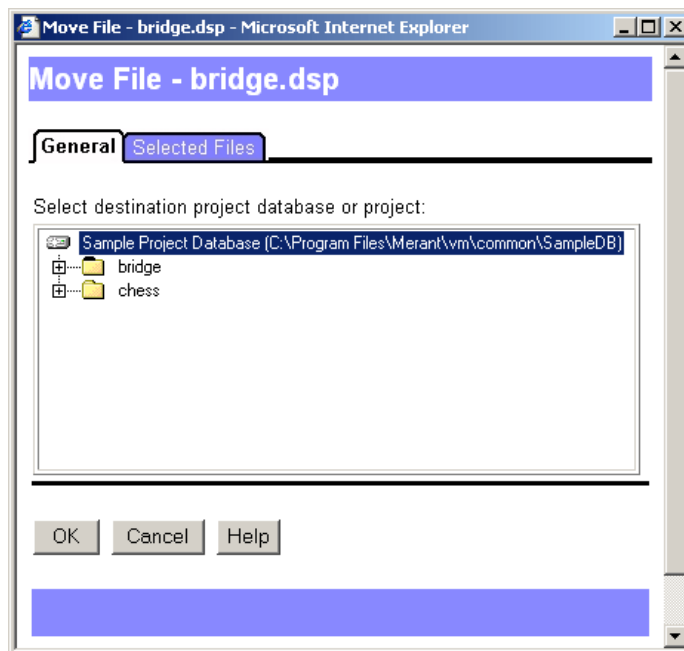 Move File - bridge.dsp - Microsoft Internet Explorer
Move File - bridge.dsp
General Selected Files
Select destination project database or project:
Sample Project Database (C:\Program Files\Merant\vm\common\SampleDB)
bridge
chess
OK Cancel Help